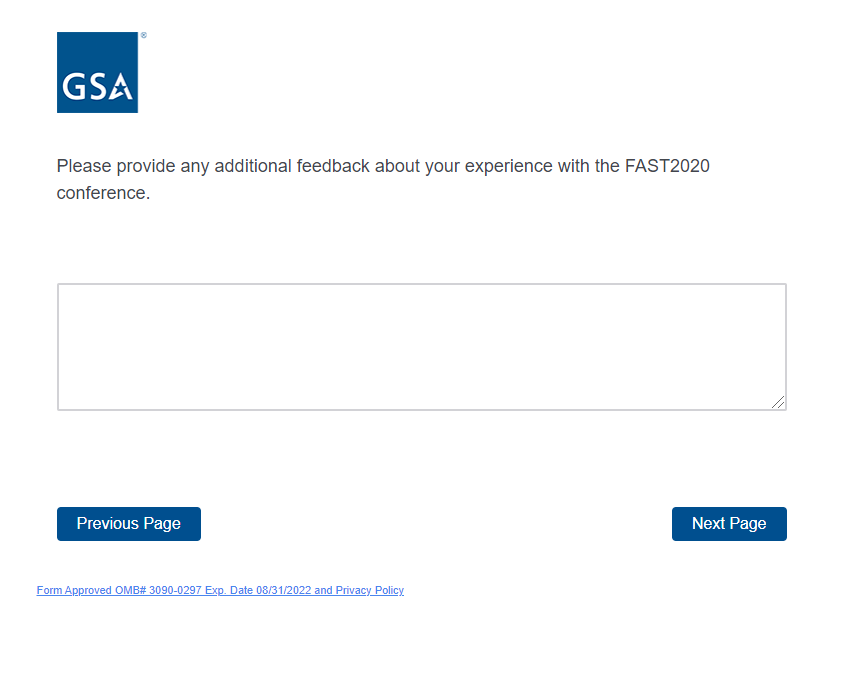 GSA
®
Please provide any additional feedback about your experience with the FAST2020
conference.
Previous Page
Next Page
Form Approved OMB# 3090-0297 Exp. Date 08/31/2022 and Privacy Policy